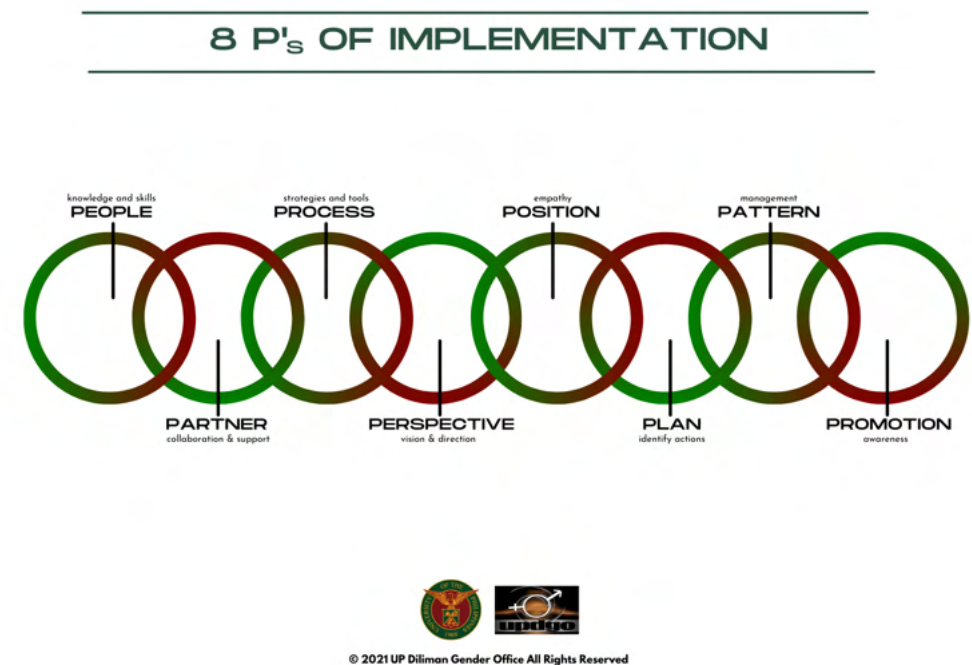 8 P's OF IMPLEMENTATION
knowledge and skills
PEOPLE
strategies and tools
PROCESS
empathy
POSITION
management
PATTERN
PARTNER
collaboration & support
PERSPECTIVE
vision & direction
PLAN
identify actions
PROMOTION
awareness
updgo
© 2021 UP Diliman Gender Office All Rights Reserved